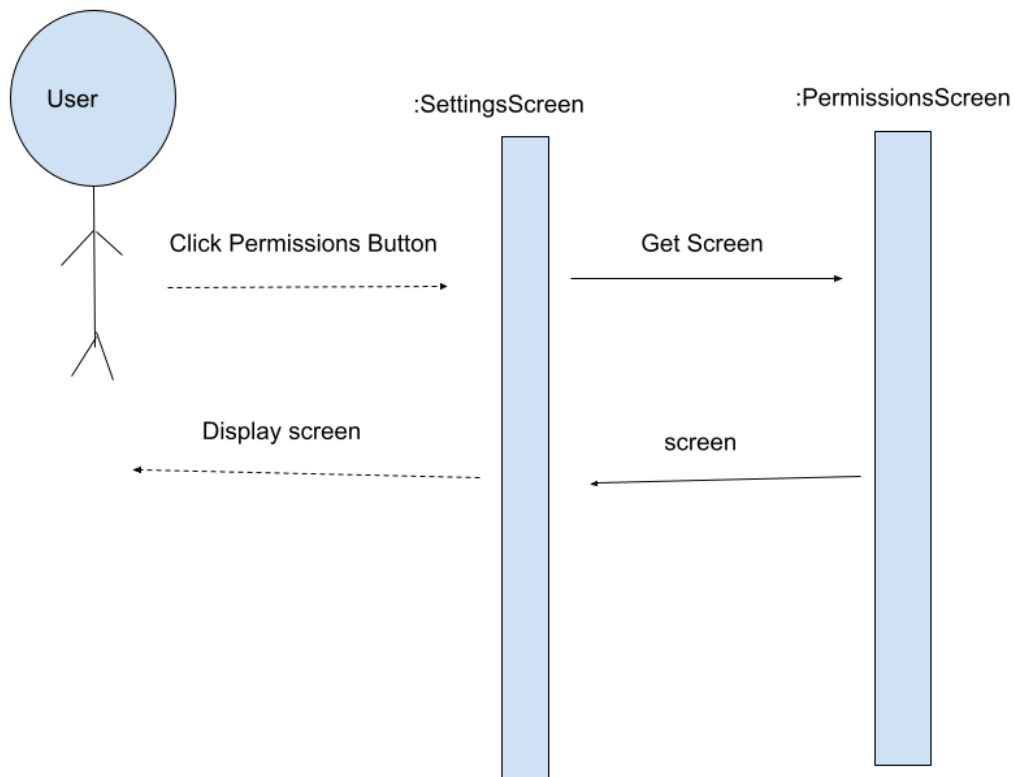 User
:SettingsScreen
:PermissionsScreen
Click Permissions Button
Get Screen
Display screen
screen